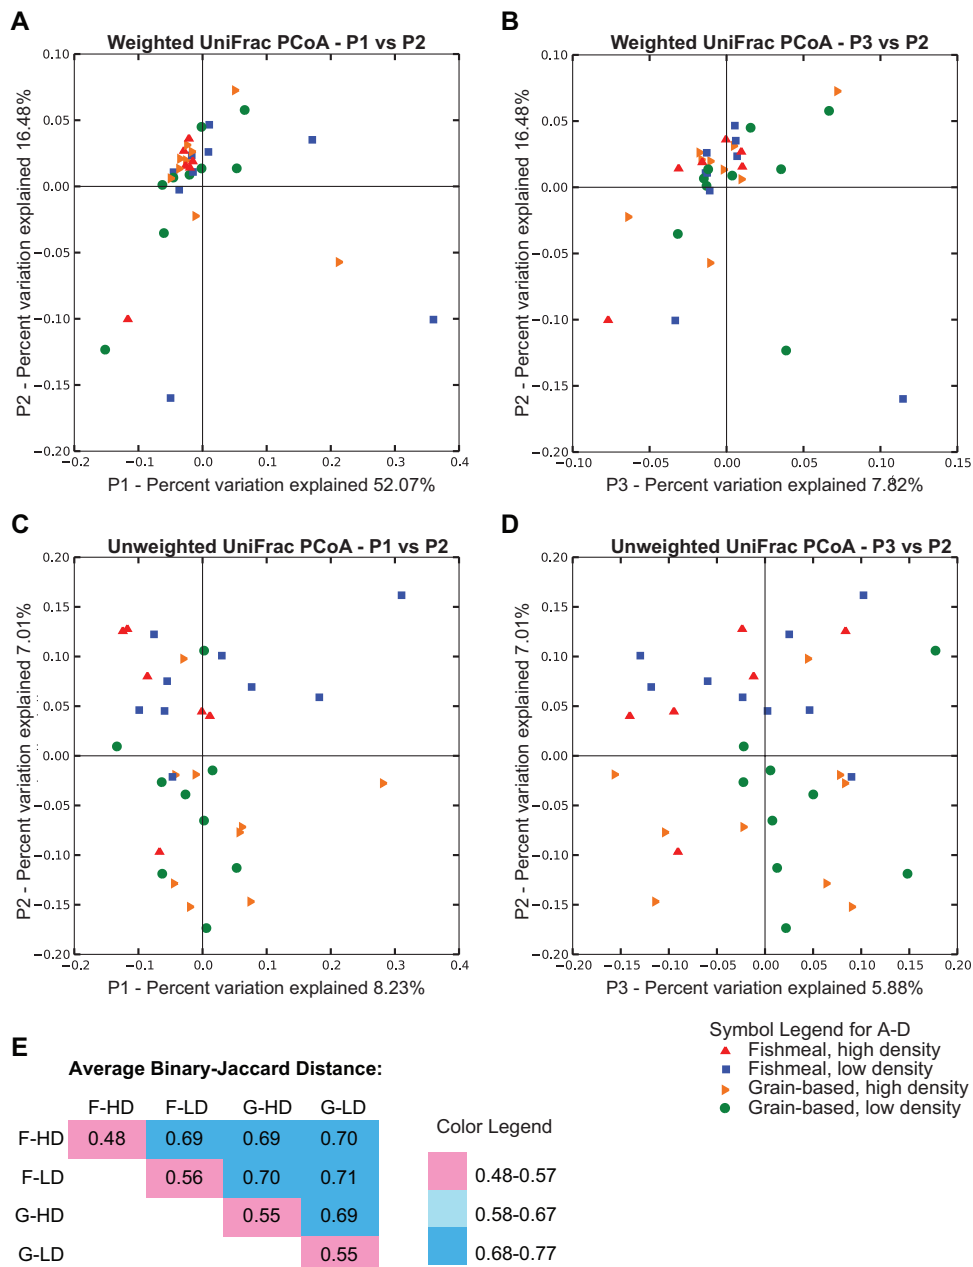 A
Weighted UniFrac PCoA - P1 vs P2
0.10
0.05
0.00
−0.05
−0.10
−0.15
−0.20
−0.2 −0.1 0.0 0.1 0.2 0.3 0.4
P2 - Percent variation explained 16.48%
P1 - Percent variation explained 52.07%
B
Weighted UniFrac PCoA - P3 vs P2
0.10
0.05
0.00
−0.05
−0.10
−0.15
−0.20
−0.10 −0.05 0.00 0.05 0.10 0.15
P2 - Percent variation explained 16.48%
P3 - Percent variation explained 7.82%
C
Unweighted UniFrac PCoA - P1 vs P2
0.20
0.15
0.10
0.05
0.00
−0.05
−0.10
−0.15
−0.20
−0.2 −0.1 0.0 0.1 0.2 0.3 0.4
P2 - Percent variation explained 7.01%
P1 - Percent variation explained 8.23%
D
Unweighted UniFrac PCoA - P3 vs P2
0.20
0.15
0.10
0.05
0.00
−0.05
−0.10
−0.15
−0.20
−0.20 −0.15 −0.10 −0.05 0.00 0.05 0.10 0.15 0.20
P2 - Percent variation explained 7.01%
P3 - Percent variation explained 5.88%
Symbol Legend for A-D
Fishmeal, high density
Fishmeal, low density
Grain-based, high density
Grain-based, low density
E
Average Binary-Jaccard Distance:
F-HD F-LD G-HD G-LD
F-HD 0.48 0.69 0.69 0.70
F-LD 0.56 0.70 0.71
G-HD 0.55 0.69
G-LD 0.55
Color Legend
0.48-0.57
0.58-0.67
0.68-0.77